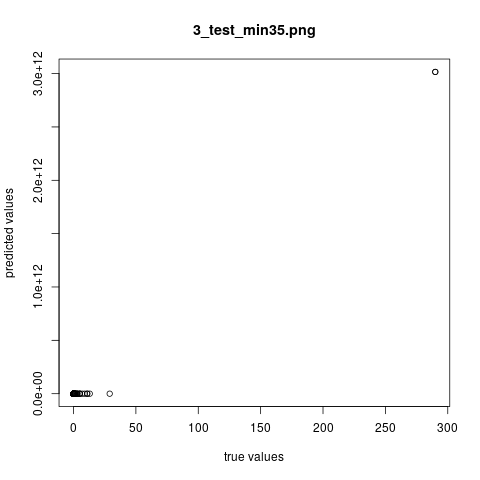 3_test_min35.png
3.0e+12
2.0e+12
1.0e+12
0.0e+00
predicted values
0 50 100 150 200 250 300
true values